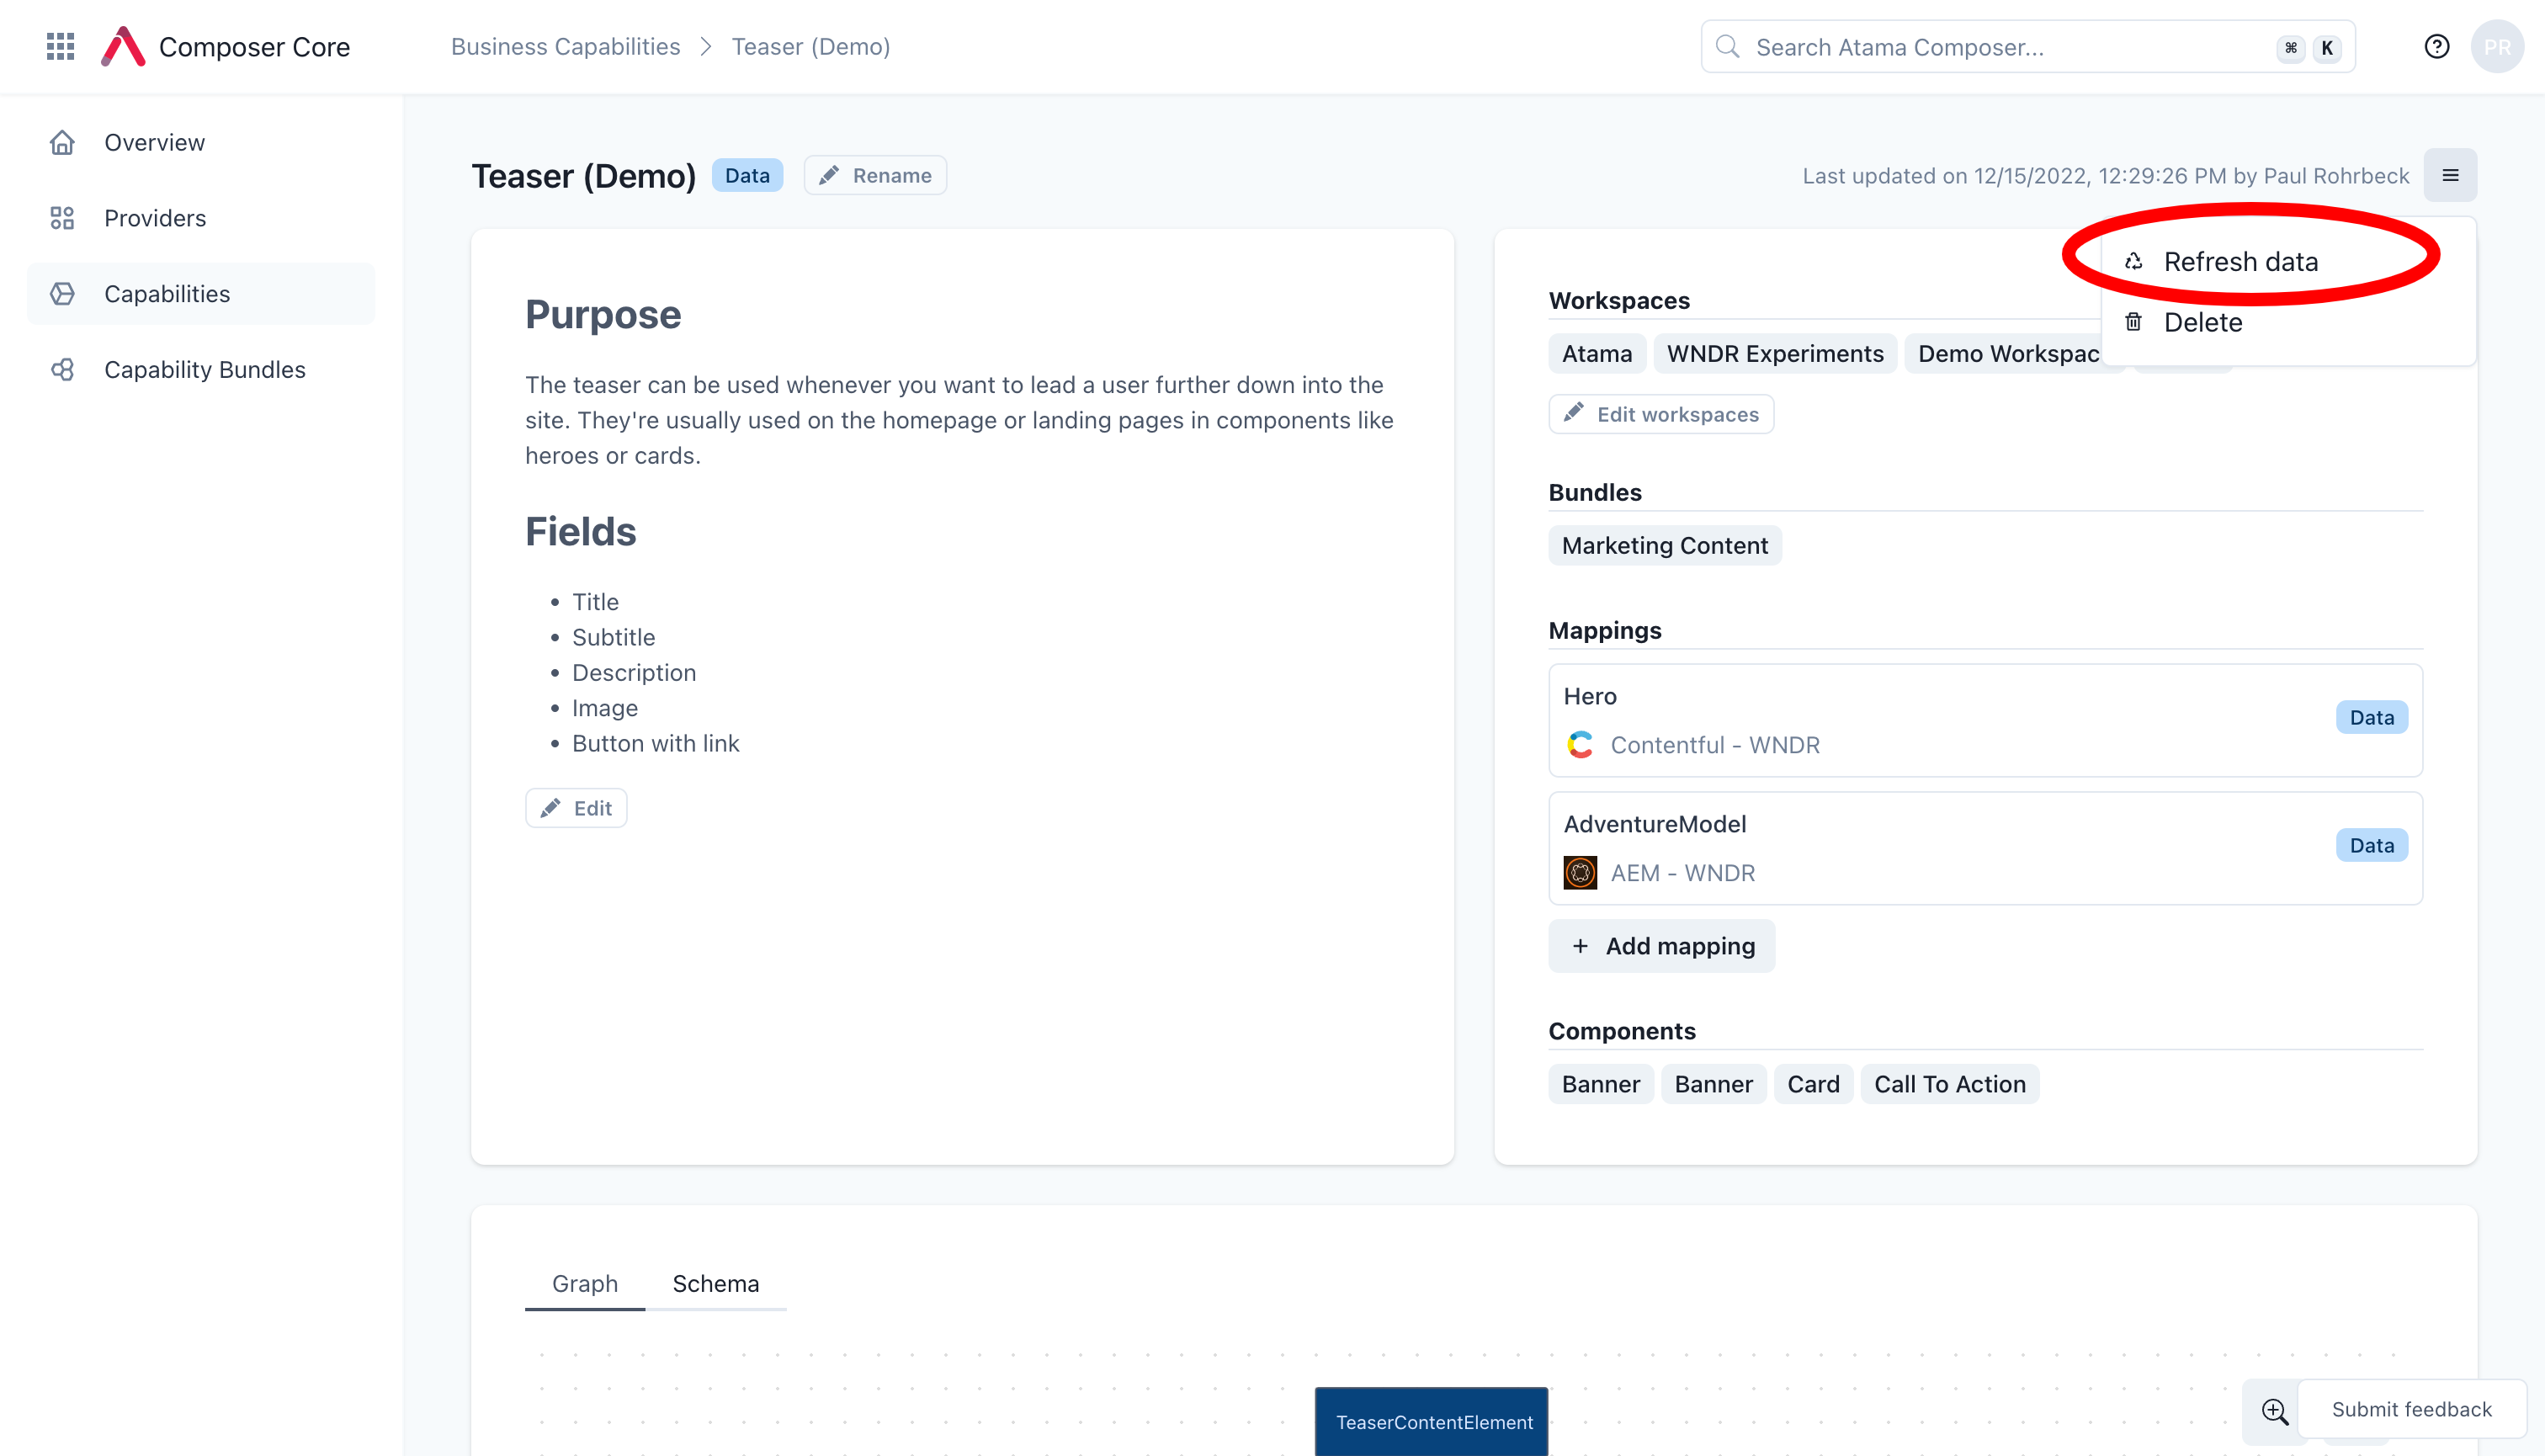 Composer Core
Business Capabilities
Teaser (Demo)
Search Atama Composer...
⌘ K
PR
Overview
Providers
Capabilities
Capability Bundles
Teaser (Demo)
Data
Rename
Last updated on 12/15/2022, 12:29:26 PM by Paul Rohrbeck
Refresh data
Delete
Purpose
The teaser can be used whenever you want to lead a user further down into the
site. They're usually used on the homepage or landing pages in components like
heroes or cards.
Fields
Title
Subtitle
Description
Image
Button with link
Edit
Workspaces
Atama
WNDR Experiments
Demo Workspac
Edit workspaces
Bundles
Marketing Content
Mappings
Hero
Contentful - WNDR
Data
AdventureModel
AEM - WNDR
Data
+ Add mapping
Components
Banner
Banner
Card
Call To Action
Graph
Schema
TeaserContentElement
Submit feedback